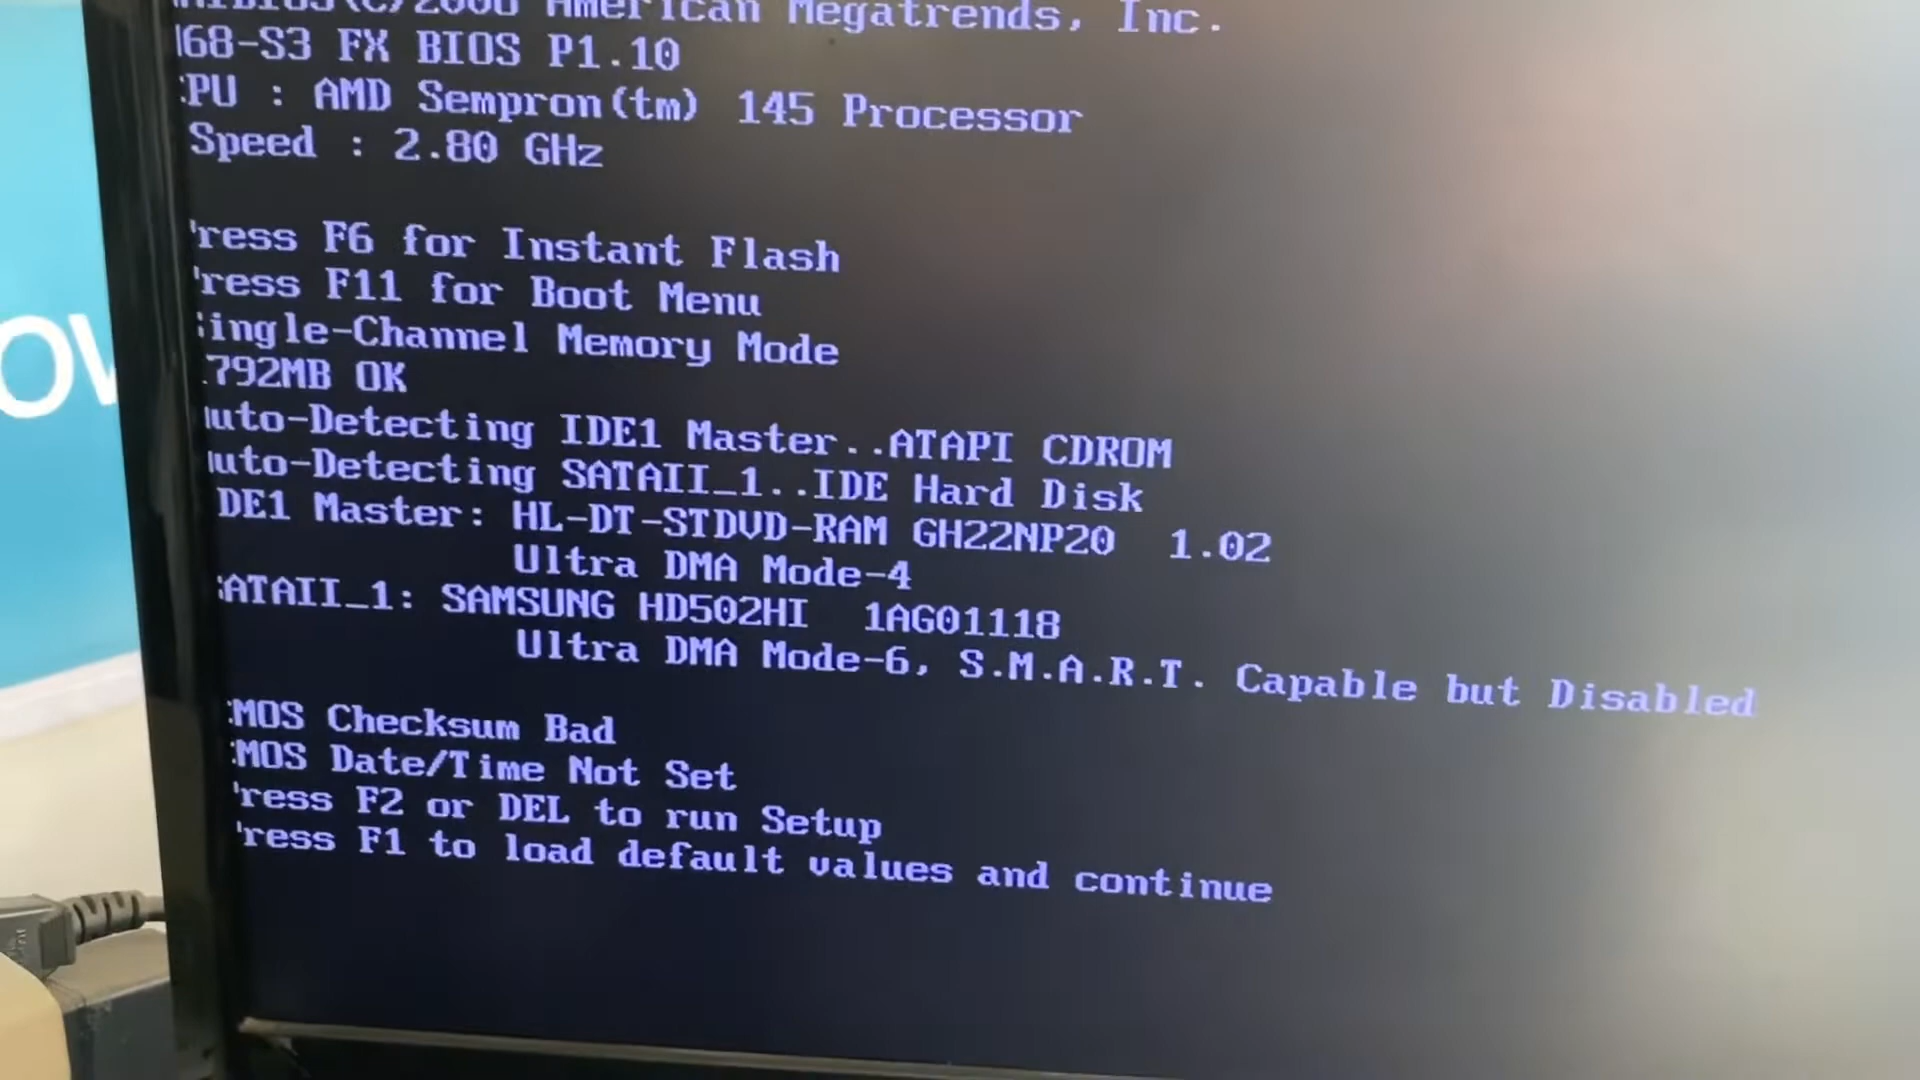 American Megatrends, Inc.
68-S3 FX BIOS P1.10
PU : AMD Sempron(tm) 145 Processor
Speed : 2.80 GHz
ress F6 for Instant Flash
ress F11 for Boot Menu
ingle-Channel Memory Mode
792MB OK
uto-Detecting IDE1 Master..ATAPI CDROM
uto-Detecting SATAII_1..IDE Hard Disk
DE1 Master: HL-DT-STDVD-RAM GH22NP20 1.02
Ultra DMA Mode-4
ATAII_1: SAMSUNG HD502HI 1AG01118
Ultra DMA Mode-6, S.M.A.R.T. Capable but Disabled
MOS Checksum Bad
MOS Date/Time Not Set
ress F2 or DEL to run Setup
ress F1 to load default values and continue